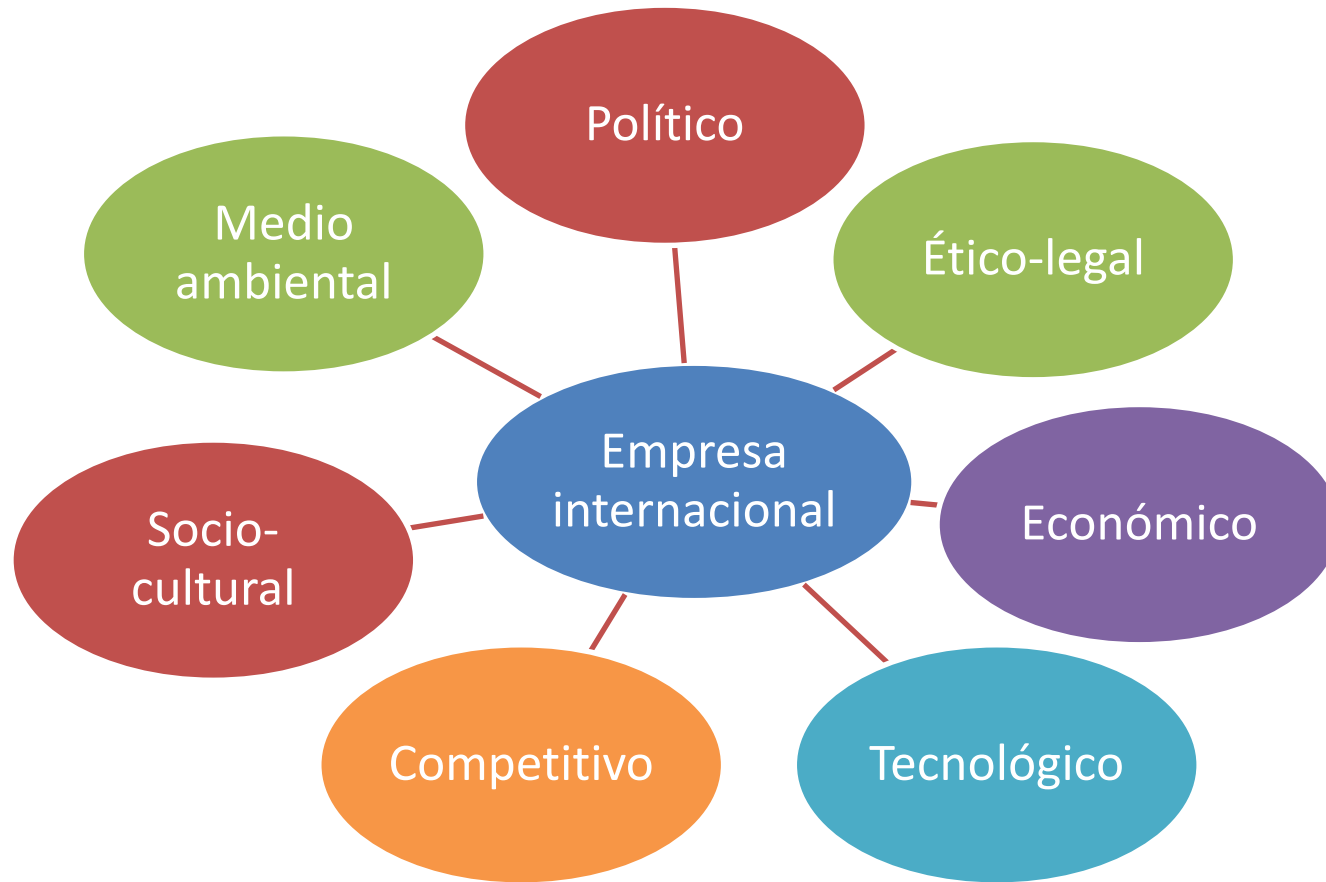 Político
Medio
ambiental
Ético-legal
Empresa
internacional
Socio-
cultural
Económico
Competitivo
Tecnológico